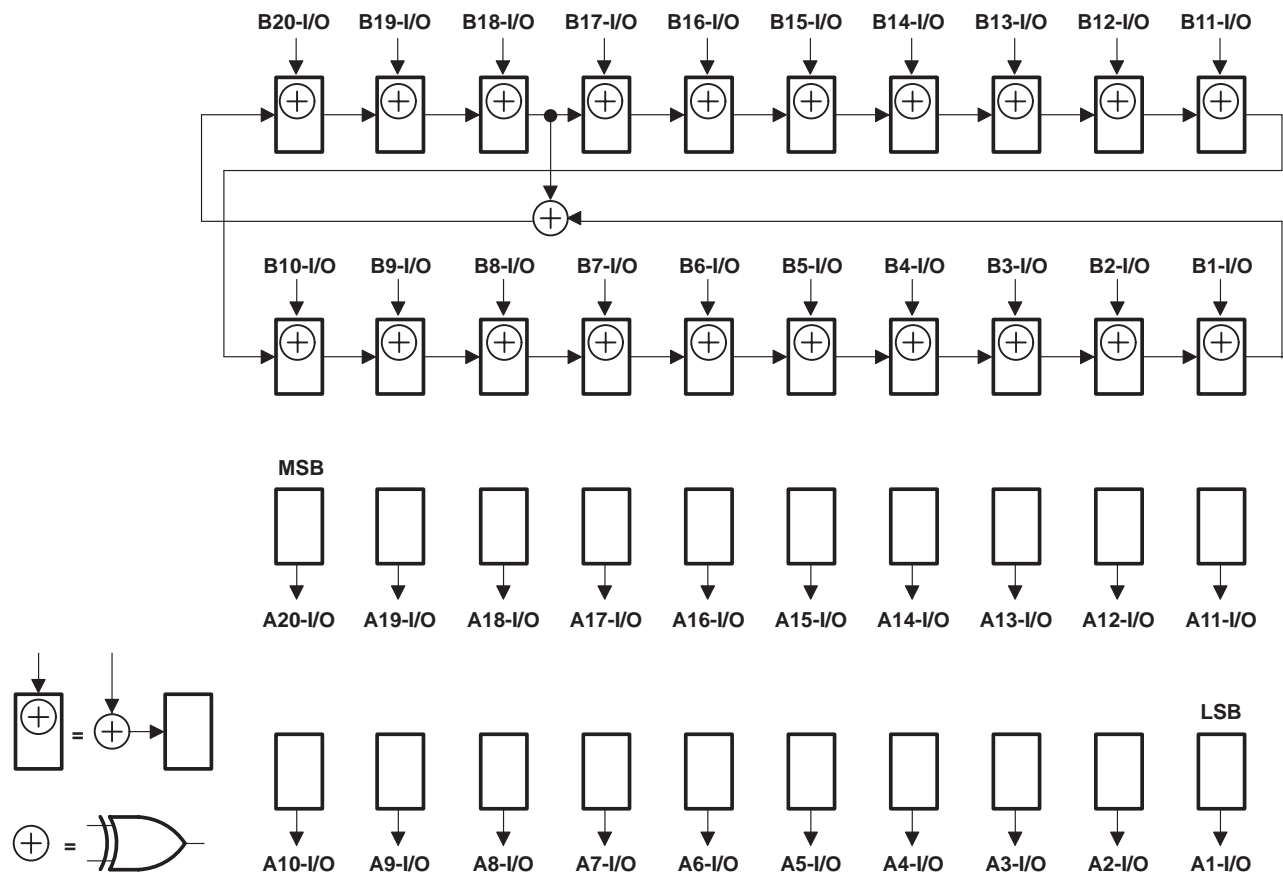 B20-I/O B19-I/O B18-I/O B17-I/O B16-I/O B15-I/O B14-I/O B13-I/O B12-I/O B11-I/O
B10-I/O B9-I/O B8-I/O B7-I/O B6-I/O B5-I/O B4-I/O B3-I/O B2-I/O B1-I/O
MSB
A20-I/O A19-I/O A18-I/O A17-I/O A16-I/O A15-I/O A14-I/O A13-I/O A12-I/O A11-I/O
=
LSB
=
A10-I/O A9-I/O A8-I/O A7-I/O A6-I/O A5-I/O A4-I/O A3-I/O A2-I/O A1-I/O